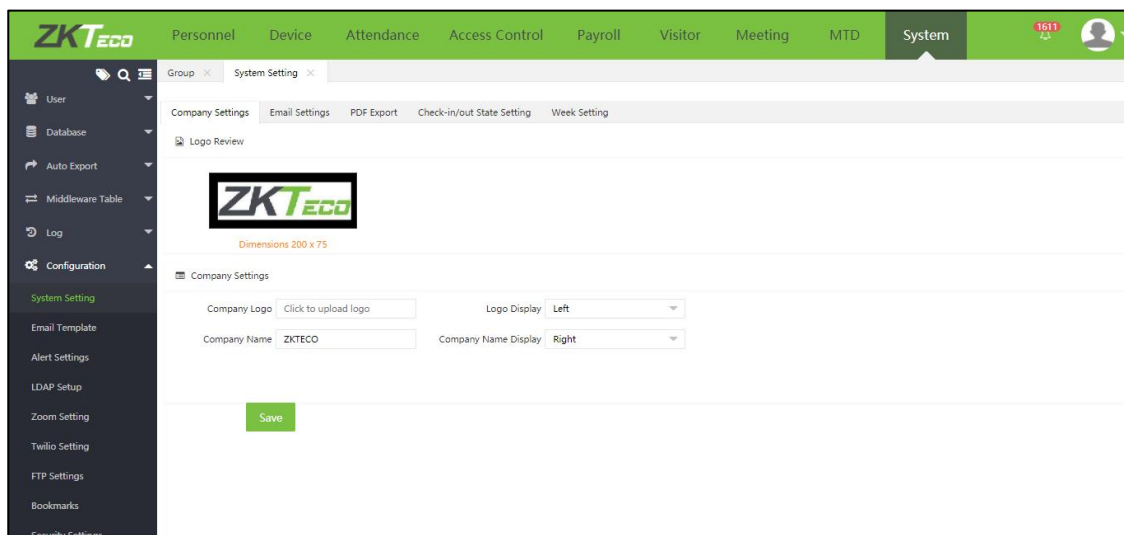 ZKTeco Personnel Device Attendance Access Control Payroll Visitor Meeting MTD System 1611
Group System Setting
User
Database
Auto Export
Middleware Table
Log
Configuration
System Setting
Email Template
Alert Settings
LDAP Setup
Zoom Setting
Twilio Setting
FTP Settings
Bookmarks
Security Settings
Company Settings Email Settings PDF Export Check-in/out State Setting Week Setting
Logo Review
ZKTeco
Dimensions 200 x 75
Company Settings
Company Logo Click to upload logo Logo Display Left
Company Name ZKTECO Company Name Display Right
Save